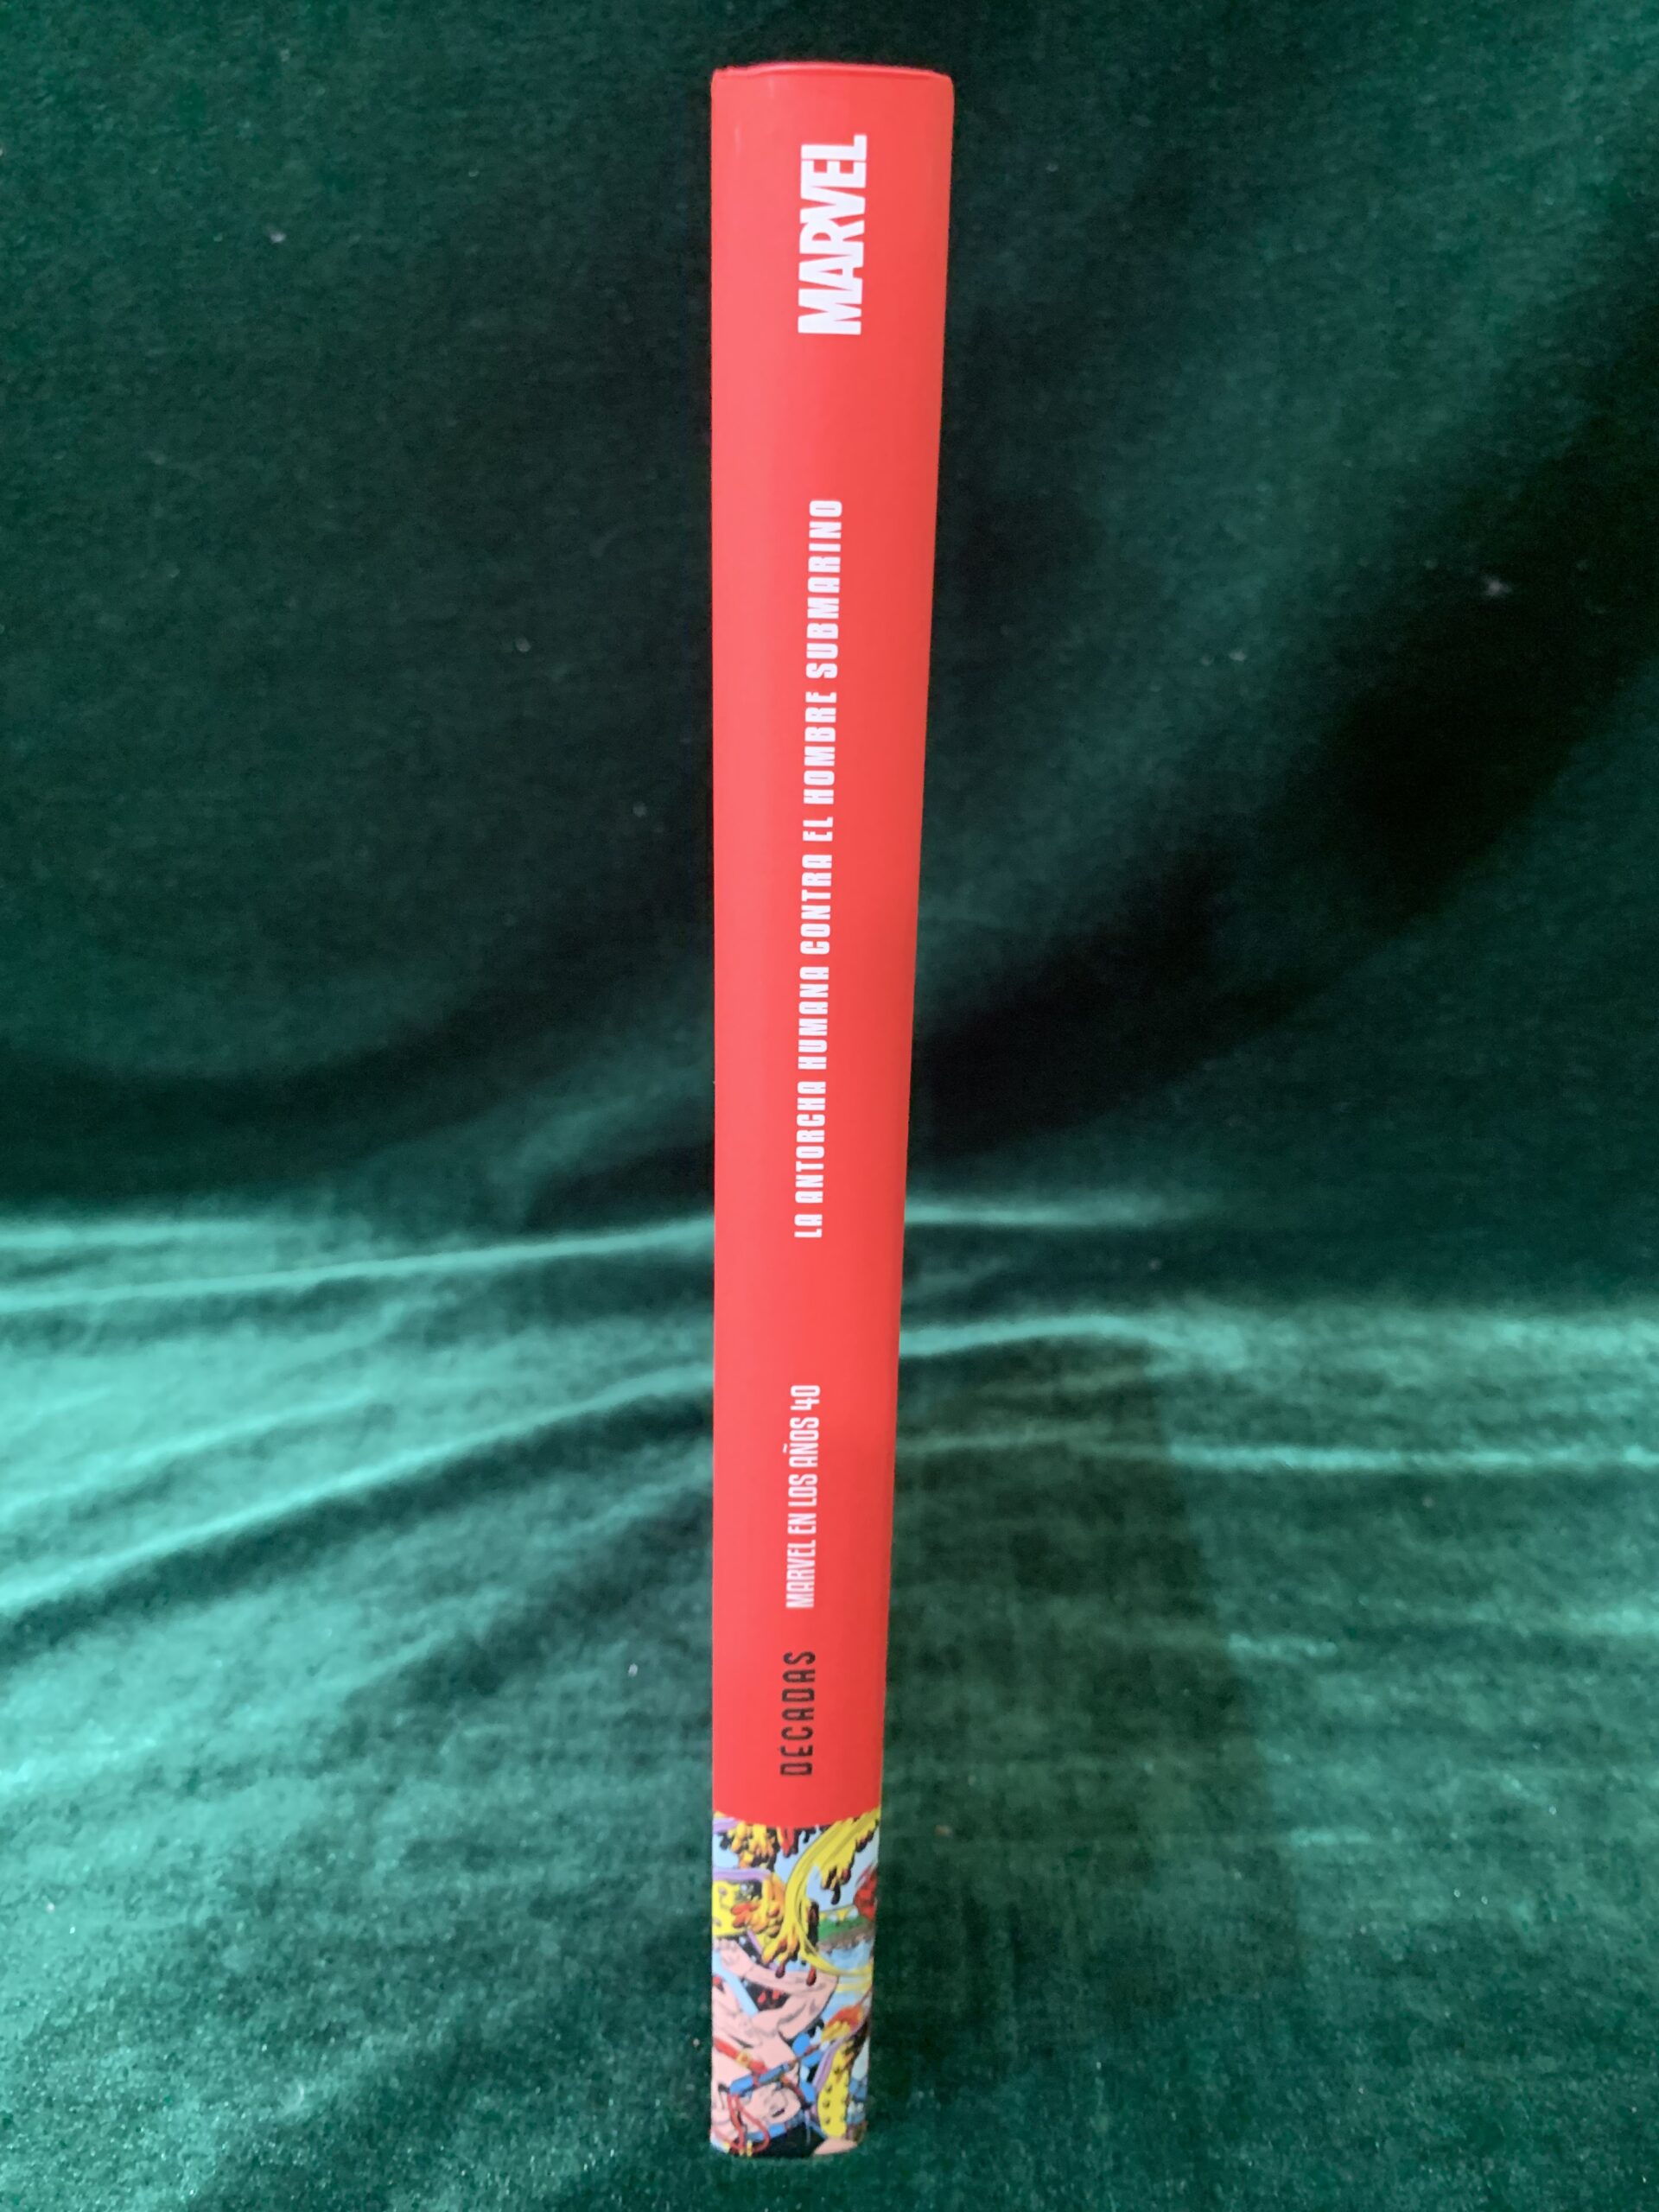 DECADAS
MARVEL EN LOS AÑOS 40
LA ANTORCHA HUMANA CONTRA EL HOMBRE SUBMARINO
MARVEL